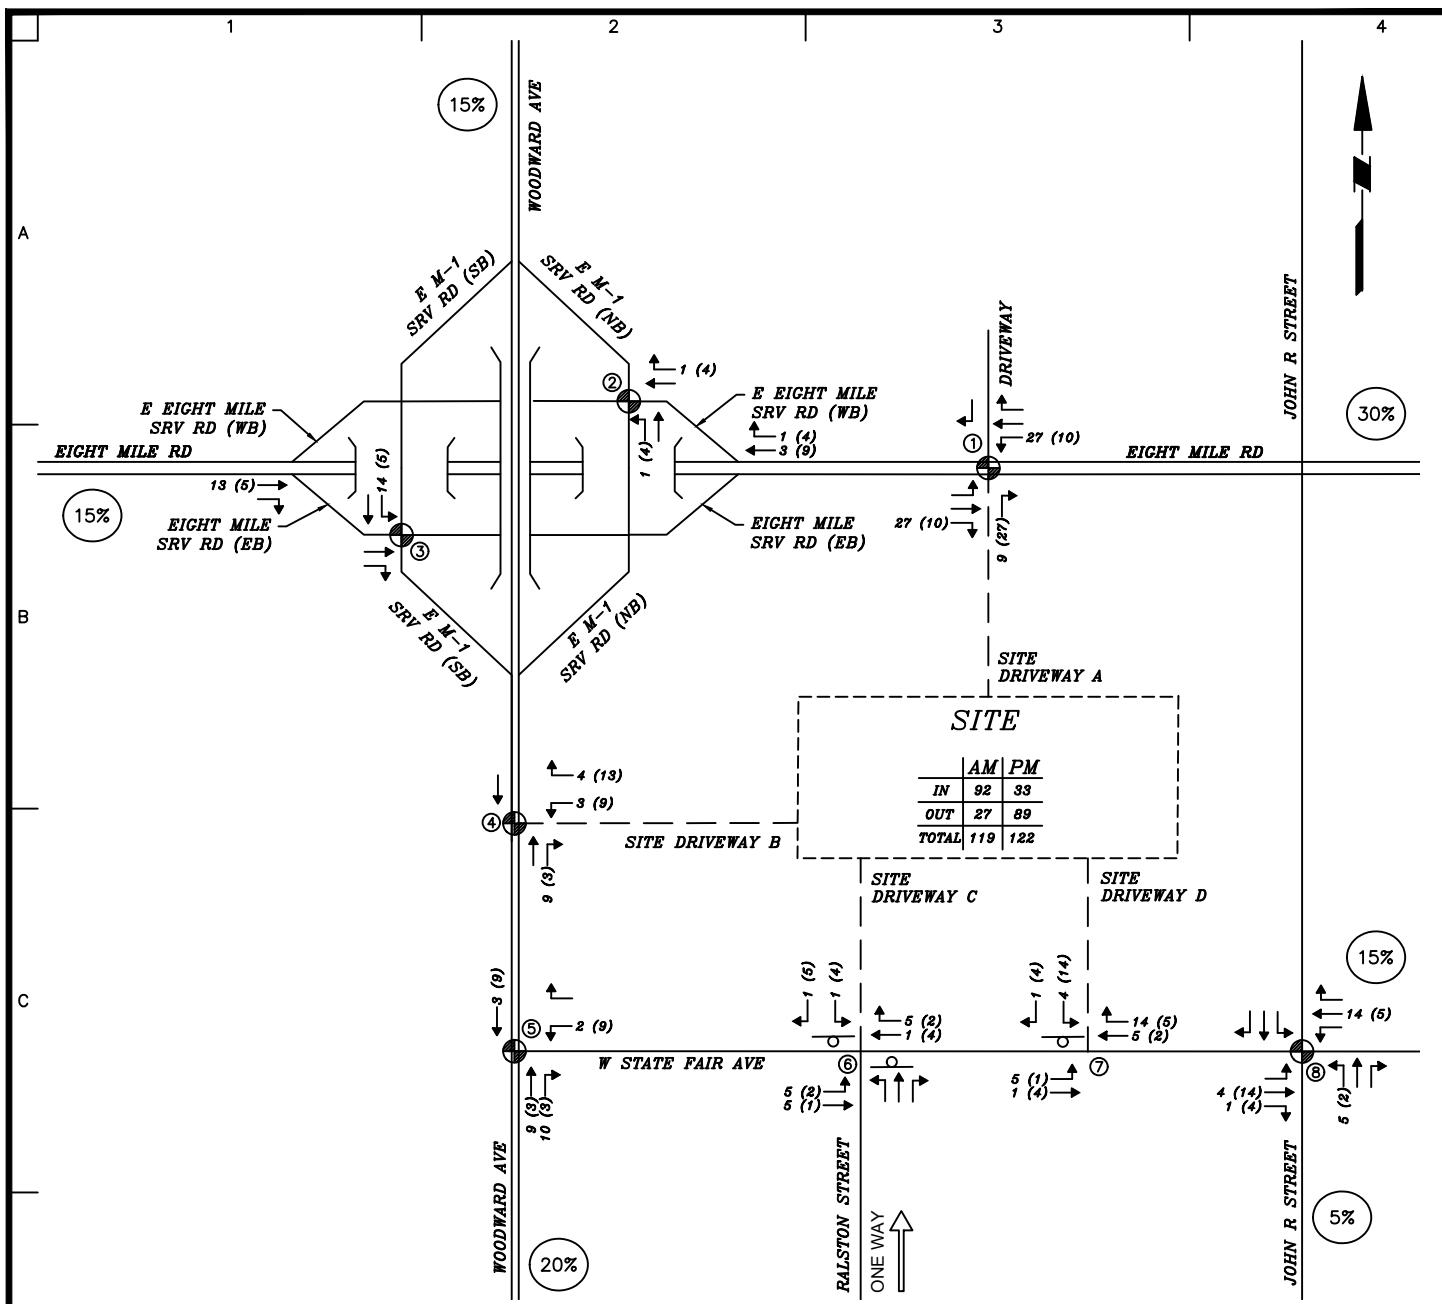 1
2
3
4
A
B
C
15%
WOODWARD AVE
E M-1
SRV RD (SB)
E M-1
SRV RD (NB)
JOHN R STREET
DRIVEWAY
2
1 (4)
E EIGHT MILE
SRV RD (WB)
E EIGHT MILE
SRV RD (WB)
30%
1 (4)
3 (9)
1 (4)
1
27 (10)
EIGHT MILE RD
EIGHT MILE RD
14 (5)
13 (5)
15%
EIGHT MILE
SRV RD (EB)
EIGHT MILE
SRV RD (EB)
27 (10)
9 (27)
3
E M-1
SRV RD (SB)
E M-1
SRV RD (NB)
SITE
DRIVEWAY A
SITE
AM PM
IN 92 33
OUT 27 89
TOTAL 119 122
4 (13)
3 (9)
4
SITE DRIVEWAY B
9 (3)
SITE
DRIVEWAY C
SITE
DRIVEWAY D
15%
3 (9)
5
2 (9)
9 (3)
10 (3)
W STATE FAIR AVE
1 (5)
1 (4)
5 (2)
1 (4)
6
5 (2)
5 (1)
1 (4)
4 (14)
14 (5)
5 (2)
7
5 (1)
1 (4)
14 (5)
8
4 (14)
1 (4)
5 (2)
WOODWARD AVE
20%
RALSTON STREET
ONE WAY
JOHN R STREET
5%